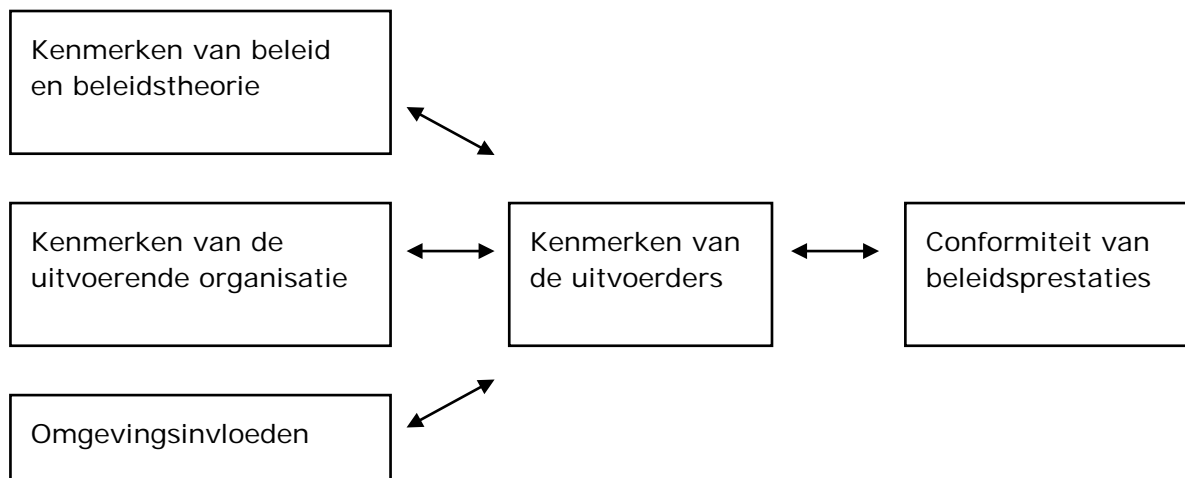 Kenmerken van beleid
en beleidstheorie
Kenmerken van de
uitvoerende organisatie
Kenmerken van
de uitvoerders
Conformiteit van
beleidsprestaties
Omgevingsinvloeden